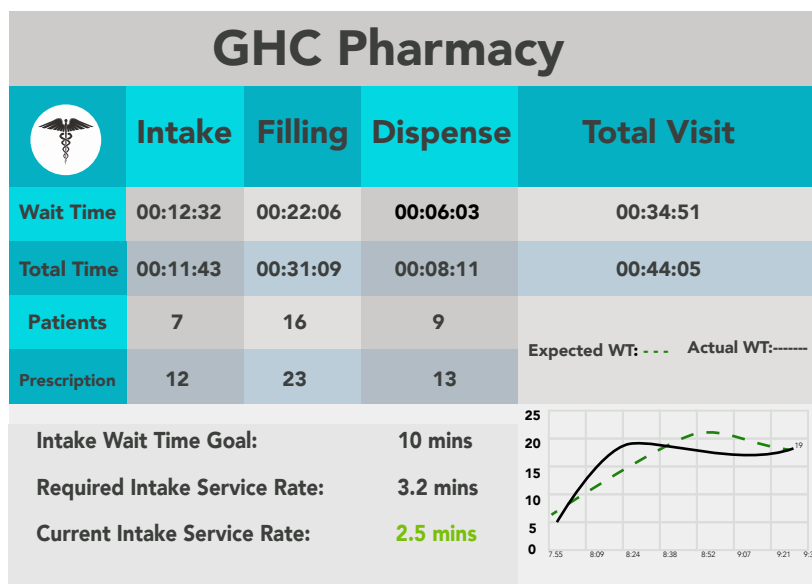 GHC Pharmacy
Intake Filling Dispense Total Visit
Wait Time 00:12:32 00:22:06 00:06:03 00:34:51
Total Time 00:11:43 00:31:09 00:08:11 00:44:05
Patients 7 16 9
Expected WT: - - - Actual WT:-------
Prescription 12 23 13
Intake Wait Time Goal: 10 mins
Required Intake Service Rate: 3.2 mins
Current Intake Service Rate: 2.5 mins
25
20
15
10
5
0
19
7.55 8:09 8:24 8:38 8:52 9:07 9:21